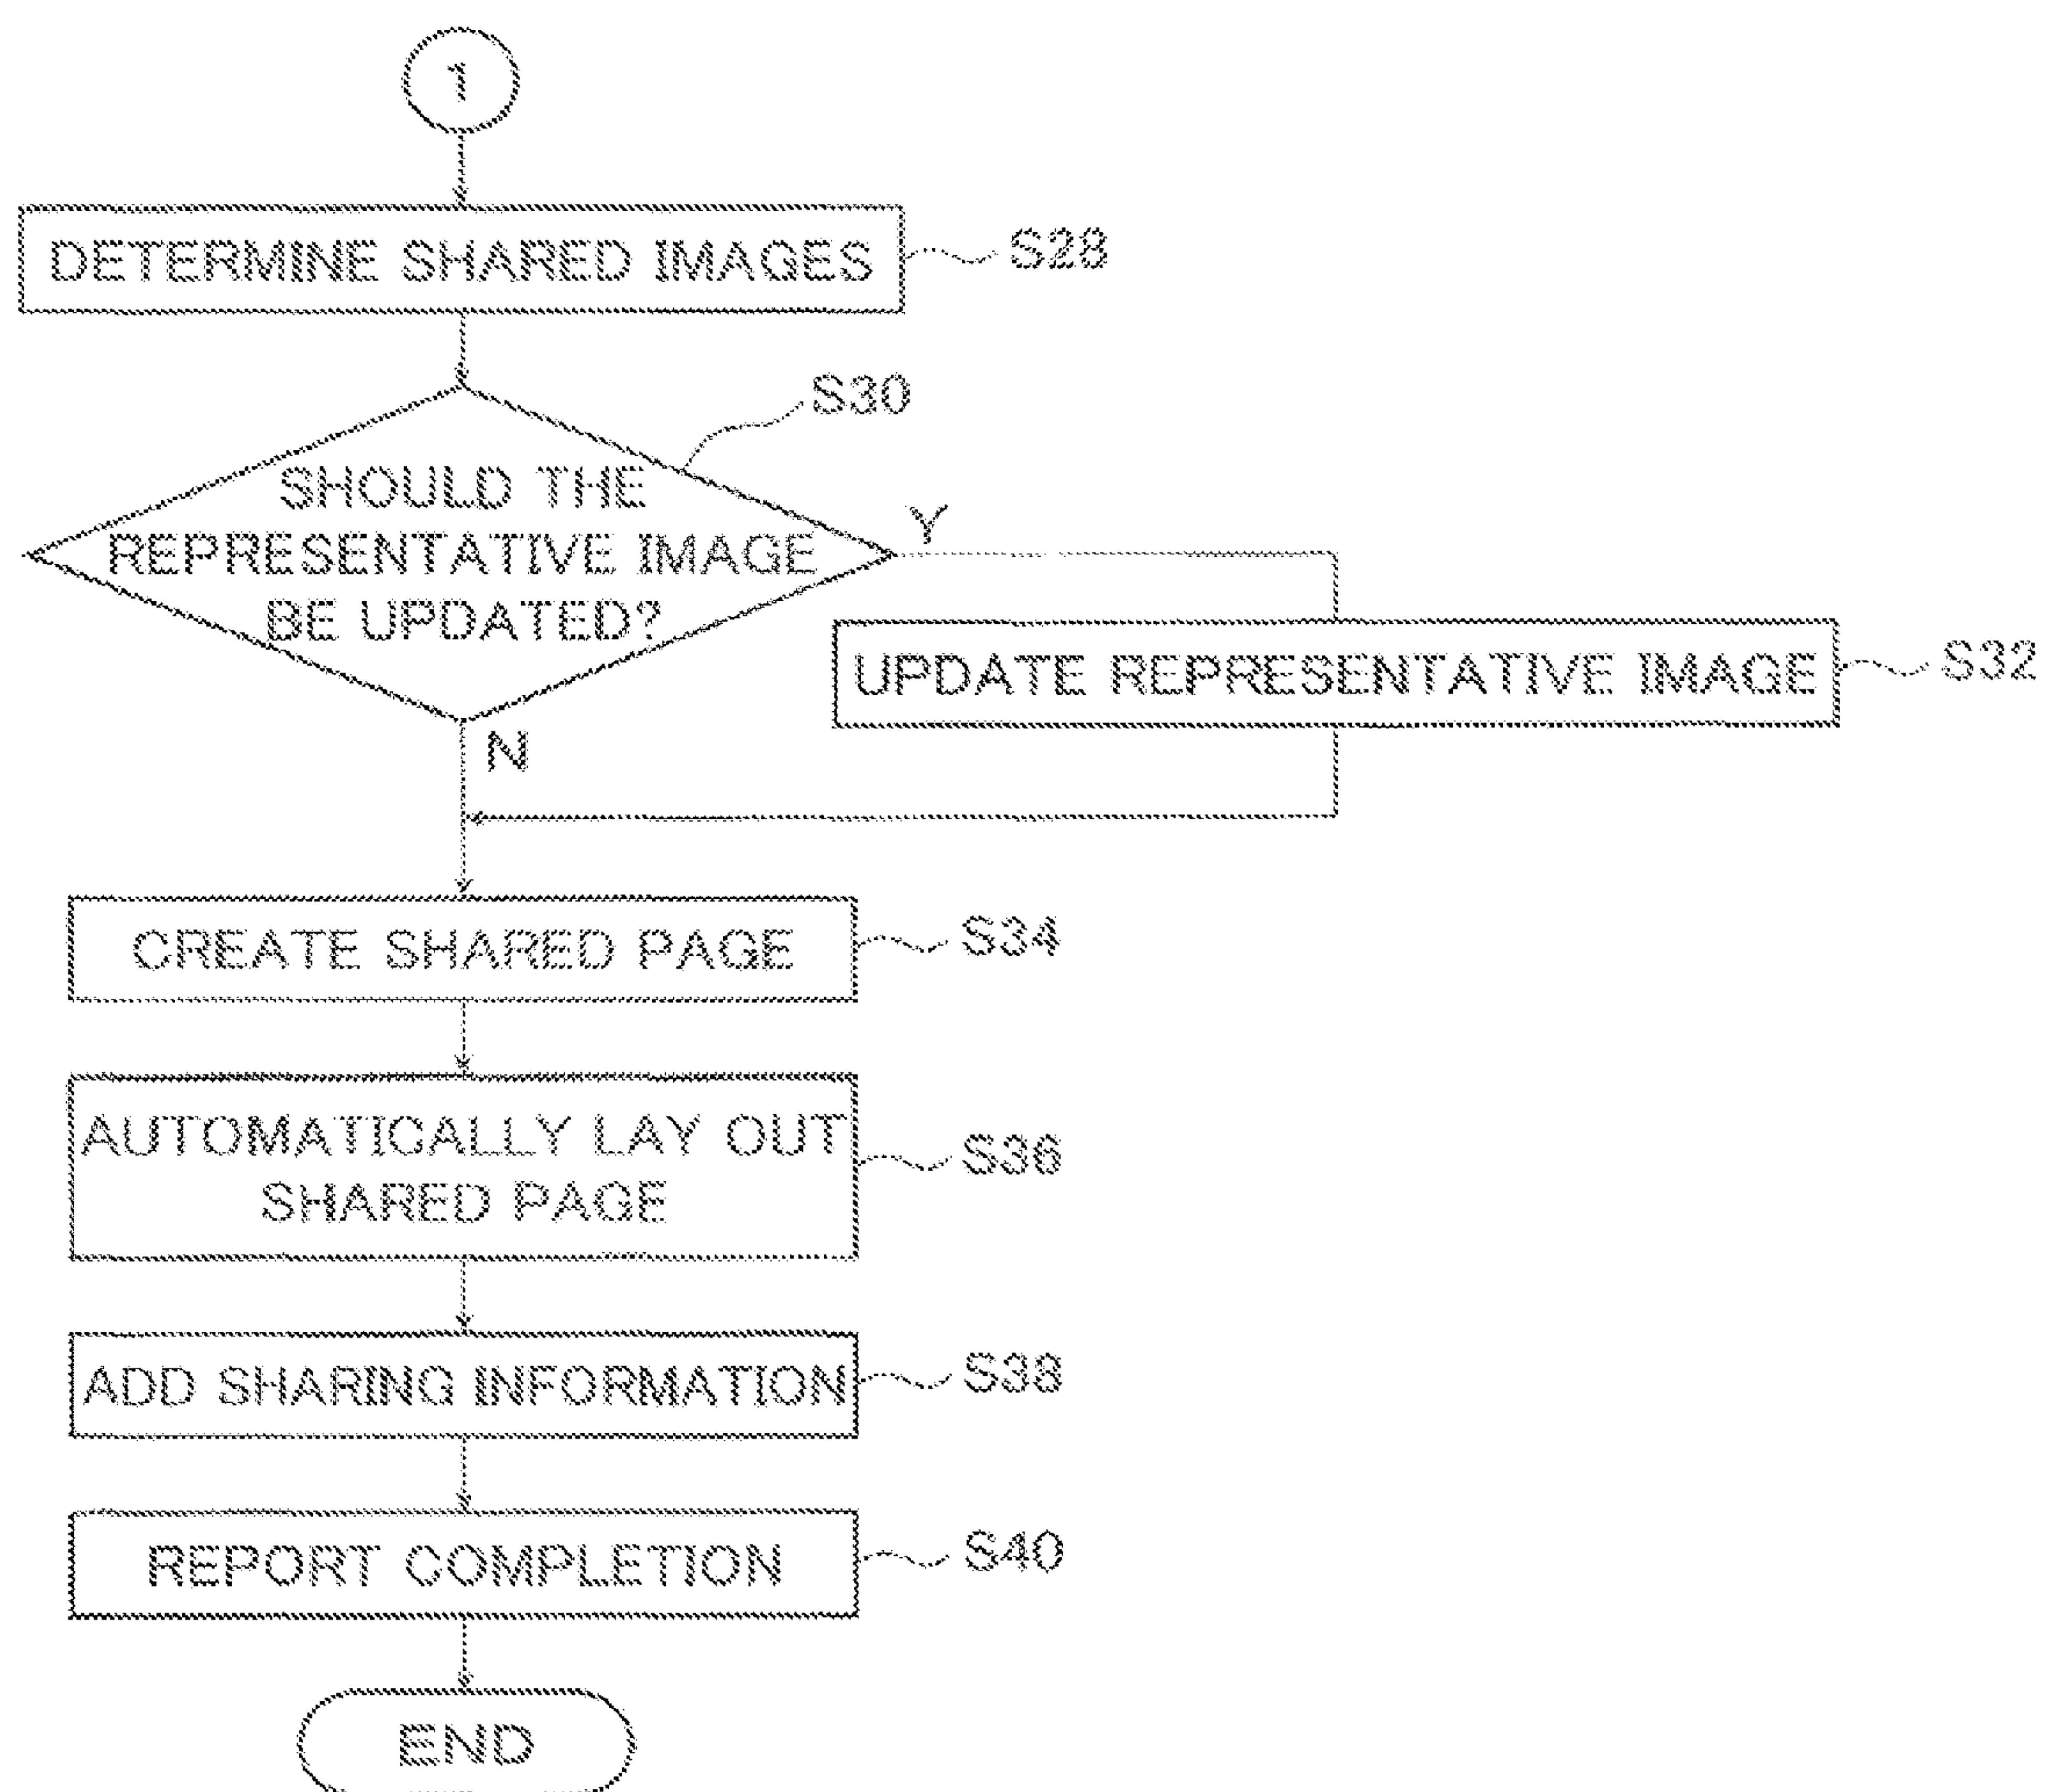 1
DETERMINE SHARED IMAGES
S28
S30
SHOULD THE
REPRESENTATIVE IMAGE
BE UPDATED?
Y
UPDATE REPRESENTATIVE IMAGE
S32
N
CREATE SHARED PAGE
S34
AUTOMATICALLY LAY OUT
SHARED PAGE
S36
ADD SHARING INFORMATION
S38
REPORT COMPLETION
S40
END